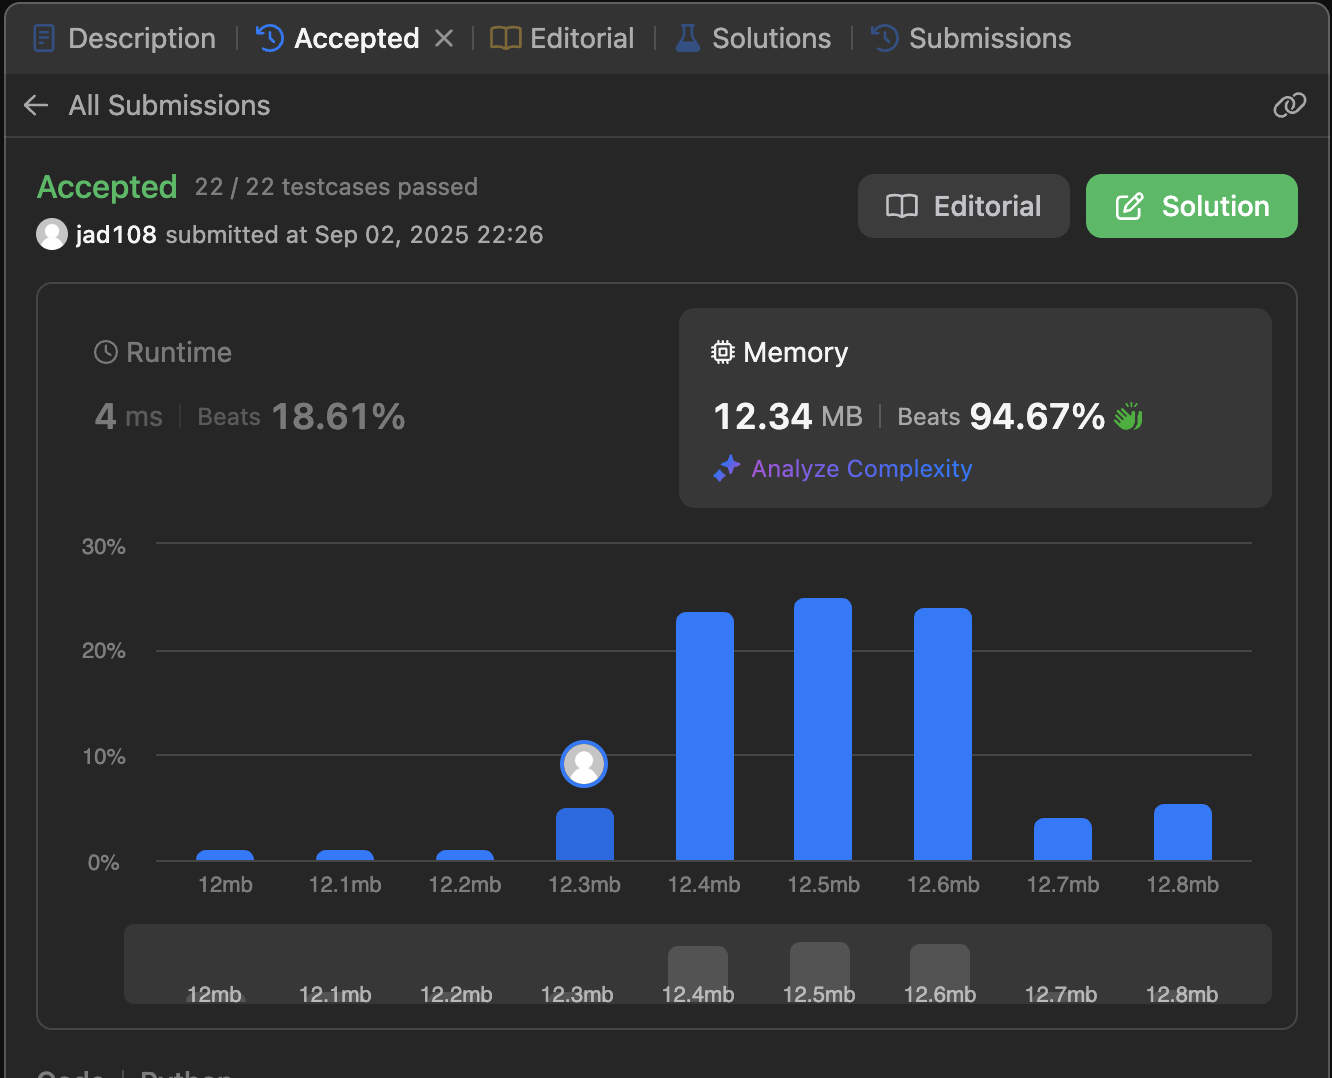 Description | Accepted × | Editorial | Solutions | Submissions
All Submissions
Accepted 22 / 22 testcases passed
jad108 submitted at Sep 02, 2025 22:26
Editorial
Solution
Runtime
4 ms | Beats 18.61%
Memory
12.34 MB | Beats 94.67%
Analyze Complexity
30%
20%
10%
0%
12mb 12.1mb 12.2mb 12.3mb 12.4mb 12.5mb 12.6mb 12.7mb 12.8mb
12mb 12.1mb 12.2mb 12.3mb 12.4mb 12.5mb 12.6mb 12.7mb 12.8mb
Code | Python